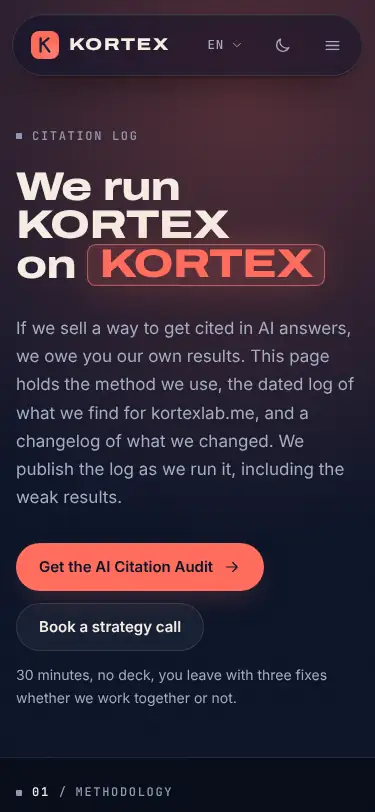 K KORTEX EN
CITATION LOG
We run
KORTEX
on KORTEX
If we sell a way to get cited in AI answers,
we owe you our own results. This page
holds the method we use, the dated log of
what we find for kortexlab.me, and a
changelog of what we changed. We
publish the log as we run it, including the
weak results.
Get the AI Citation Audit →
Book a strategy call
30 minutes, no deck, you leave with three fixes
whether we work together or not.
01 / METHODOLOGY